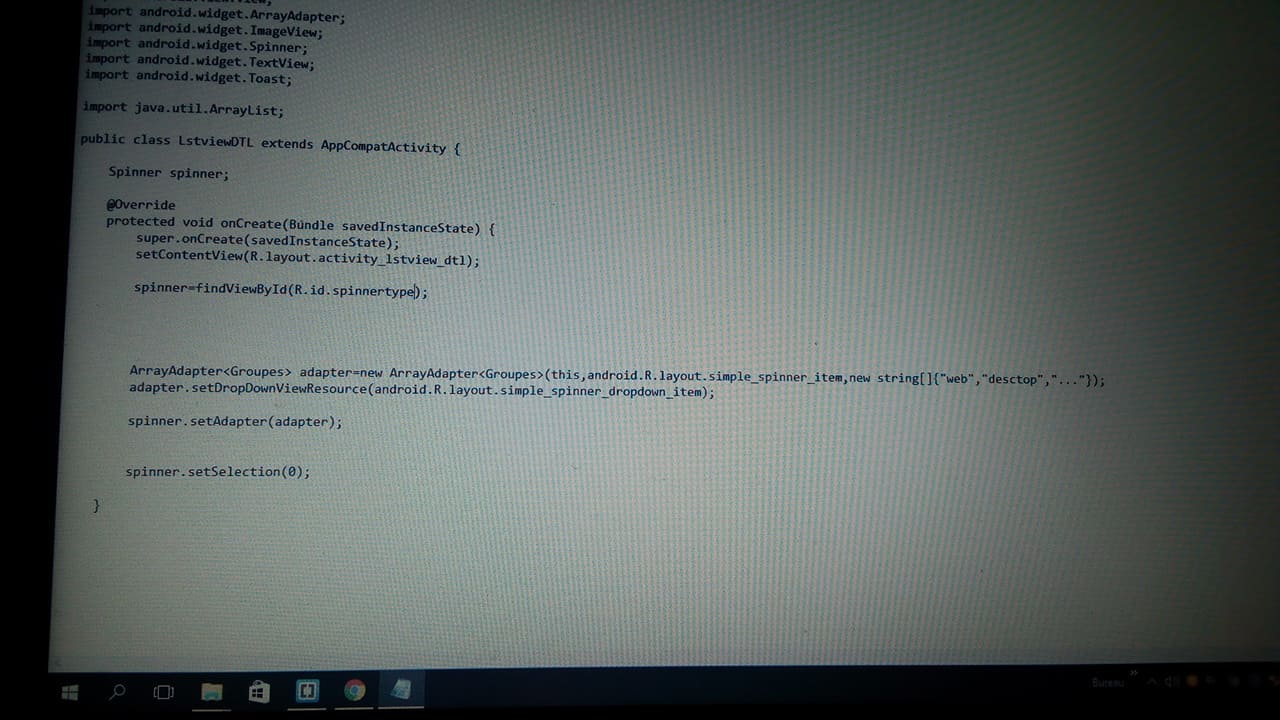 import android.widget.ArrayAdapter;
import android.widget.ImageView;
import android.widget.Spinner;
import android.widget.TextView;
import android.widget.Toast;
import java.util.ArrayList;
public class LstviewDTL extends AppCompatActivity {
Spinner spinner;
@Override
protected void onCreate(Bundle savedInstanceState) {
super.onCreate(savedInstanceState);
setContentView(R.layout.activity_lstview_dtl);
spinner=findViewById(R.id.spinnertype);
ArrayAdapter<Groupes> adapter=new ArrayAdapter<Groupes>(this,android.R.layout.simple_spinner_item,new string[]{"web","desctop","..."});
adapter.setDropDownViewResource(android.R.layout.simple_spinner_dropdown_item);
spinner.setAdapter(adapter);
spinner.setSelection(0);
}
Bureau